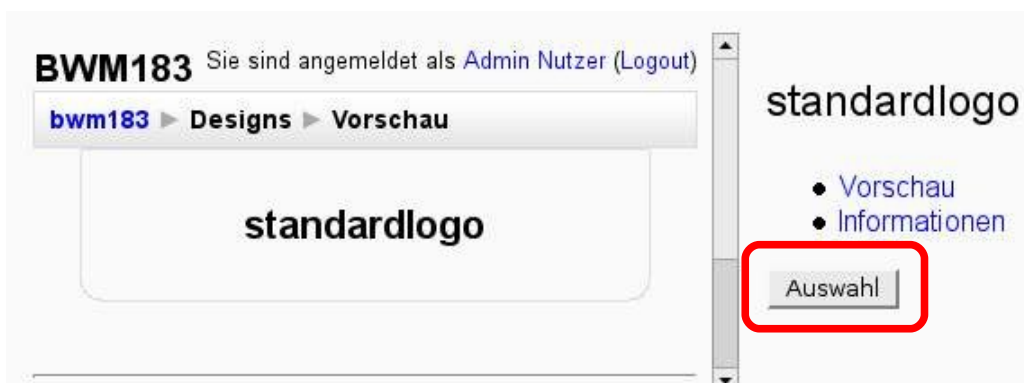 BWM183 Sie sind angemeldet als Admin Nutzer (Logout)
bwm183 ► Designs ► Vorschau
standardlogo
standardlogo
• Vorschau
• Informationen
Auswahl